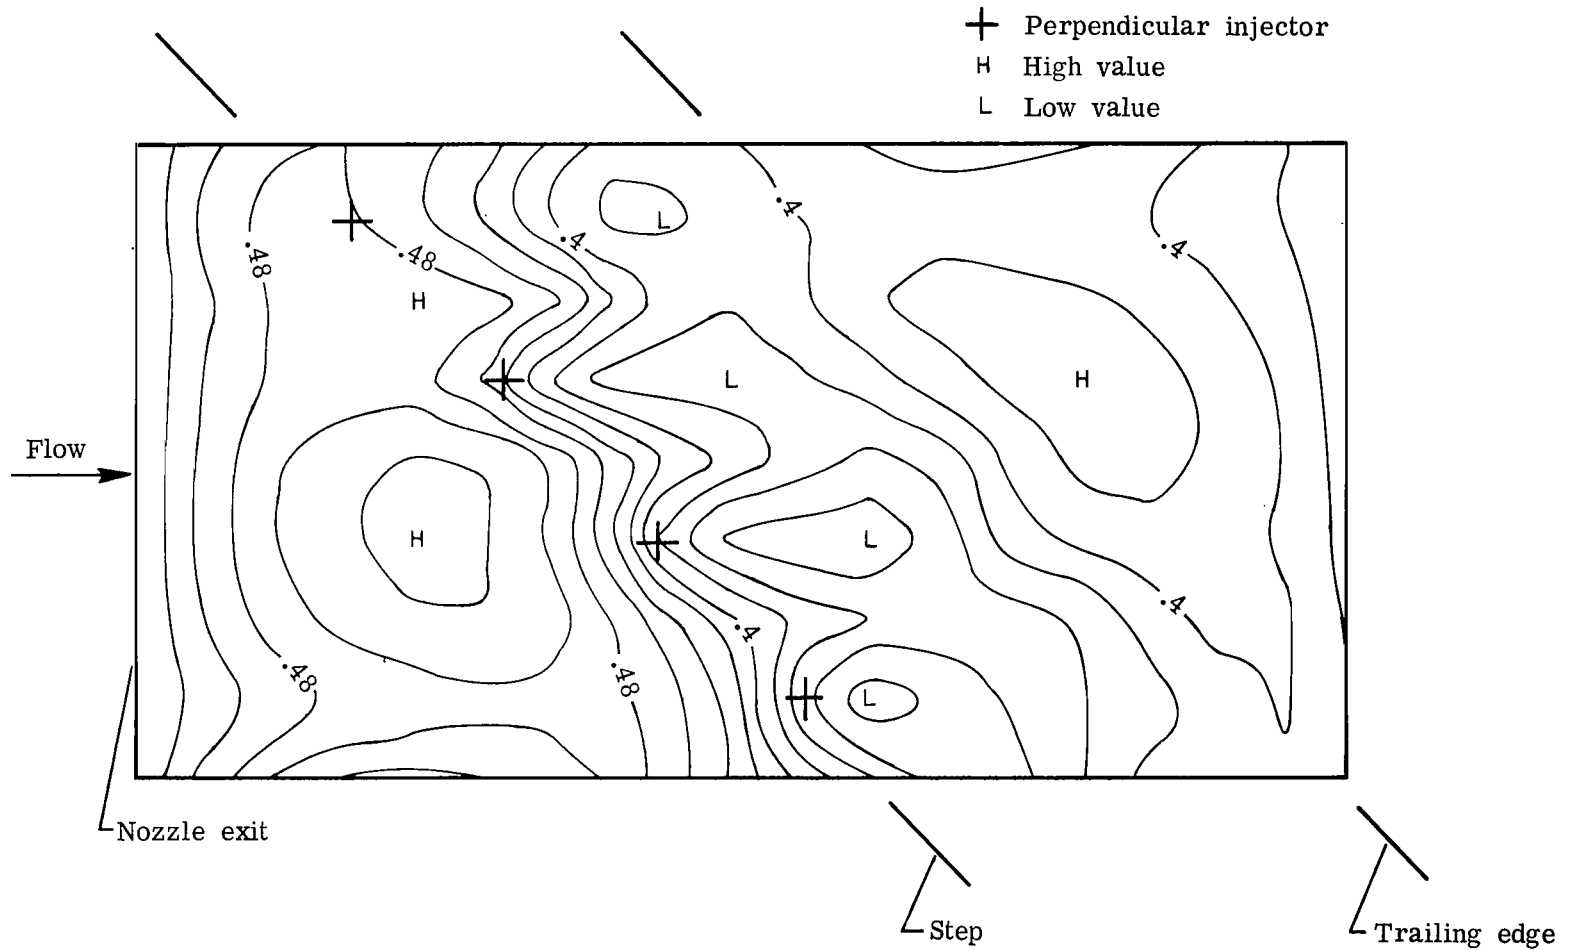 Perpendicular injector
H High value
L Low value
L
.4
.4
.48
.48
.4
H
L
H
Flow
H
L
.4
.4
.48
.48
L
Nozzle exit
Step
Trailing edge